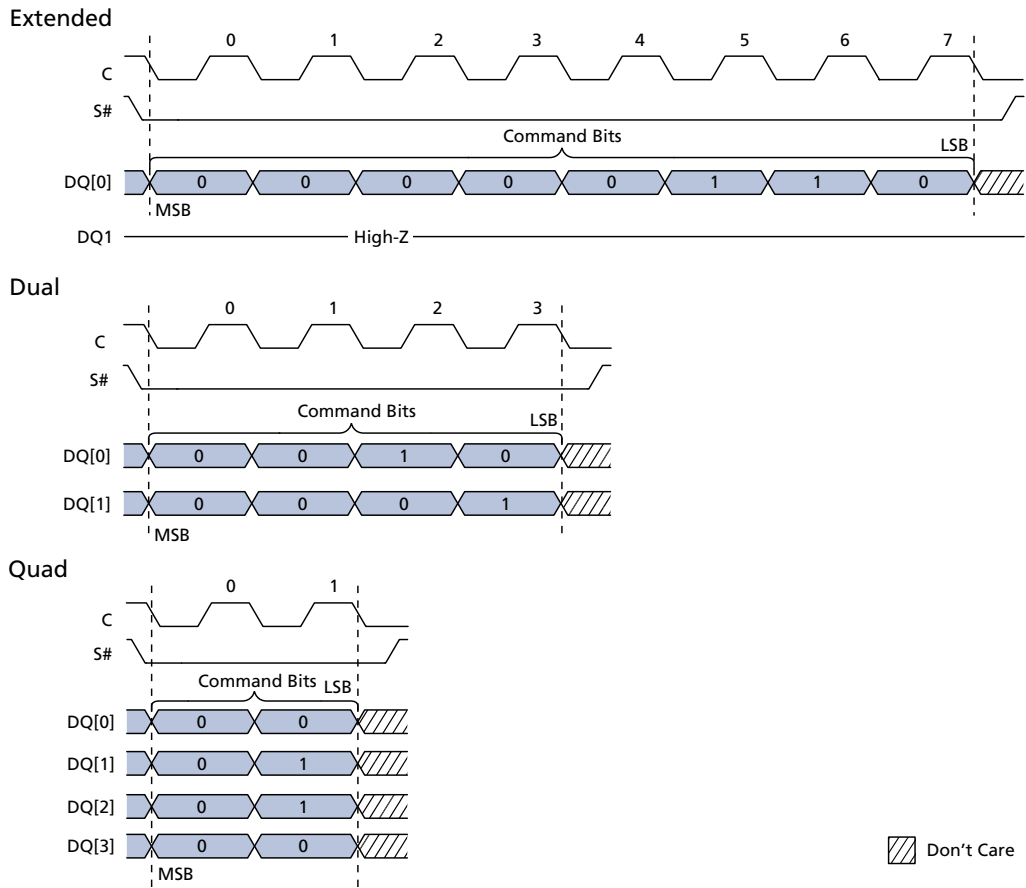 Extended
0 1 2 3 4 5 6 7
C
S#
Command Bits
LSB
DQ[0] 0 0 0 0 0 1 1 0
MSB
DQ1 High-Z
Dual
0 1 2 3
C
S#
Command Bits
LSB
DQ[0] 0 0 1 0
DQ[1] 0 0 0 1
MSB
Quad
0 1
C
S#
Command Bits LSB
DQ[0] 0 0
DQ[1] 0 1
DQ[2] 0 1
DQ[3] 0 0
MSB
Don't Care